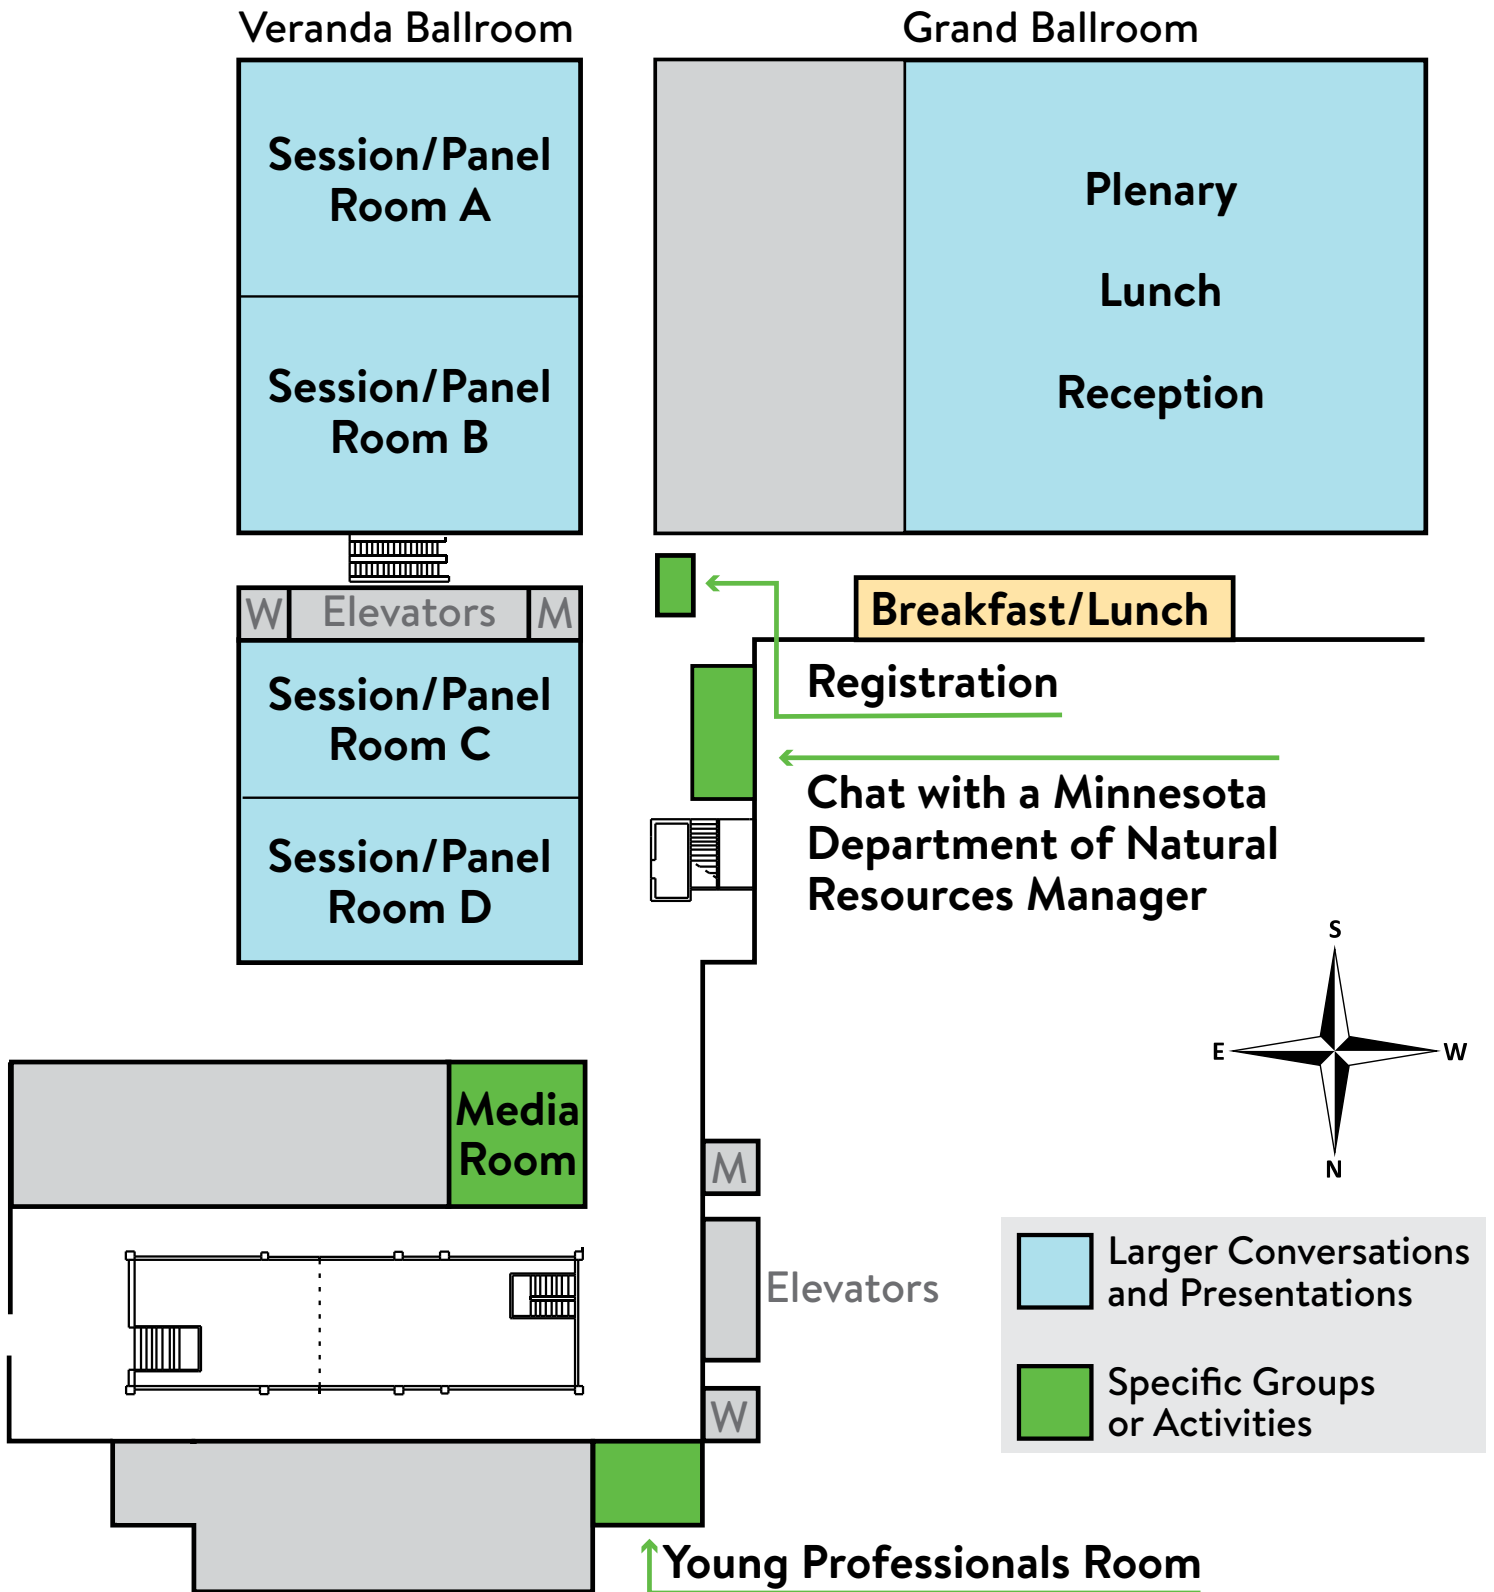 Veranda Ballroom
Grand Ballroom
Session/Panel
Room A
Session/Panel
Room B
Plenary
Lunch
Reception
W
Elevators
M
Breakfast/Lunch
Session/Panel
Room C
Registration
Session/Panel
Room D
Chat with a Minnesota
Department of Natural
Resources Manager
S
E
W
N
Media
Room
M
Elevators
W
Larger Conversations
and Presentations
Specific Groups
or Activities
Young Professionals Room